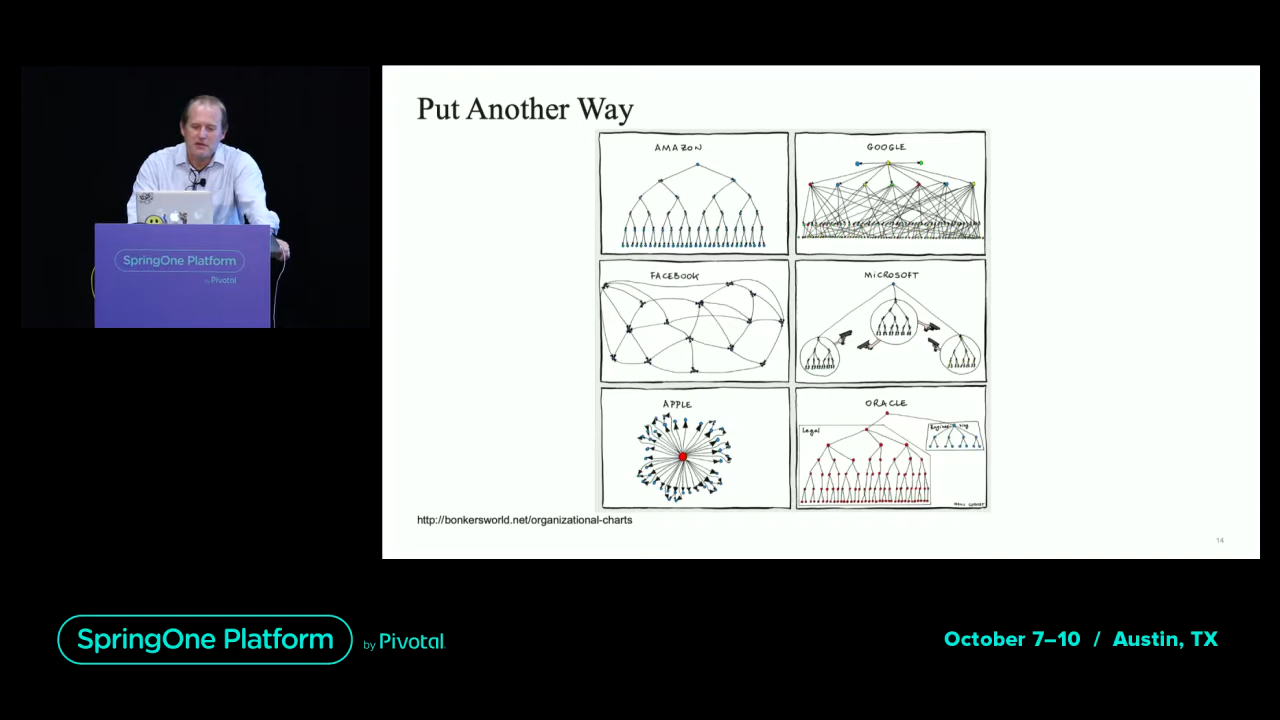 Put Another Way
AMAZON
GOOGLE
FACEBOOK
MICROSOFT
APPLE
ORACLE
Legal
Engineering
http://bonkersworld.net/organizational-charts
14
SpringOne Platform
by Pivotal
SpringOne Platform by Pivotal
October 7–10 / Austin, TX